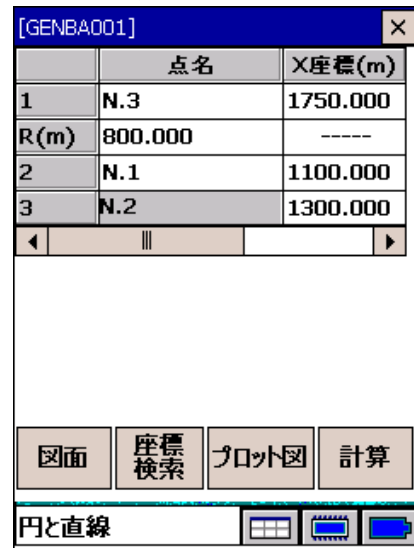 [GENBA001] ×
点名 X座標(m)
1 N.3 1750.000
R(m) 800.000 -----
2 N.1 1100.000
3 N.2 1300.000
図面 座標検索 プロット図 計算
円と直線